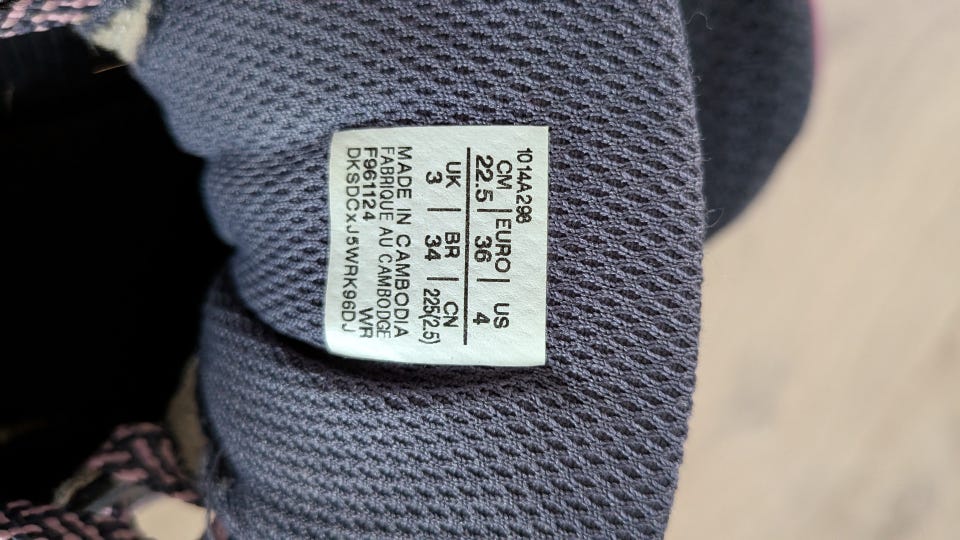 1014A298
CM | EURO | US
22.5 | 36 | 4
UK | BR | CN
3 | 34 | 225(2.5)
MADE IN CAMBODIA
FABRIQUE AU CAMBODGE
F961124 WR
DKSDCxJ5WRK96DJ